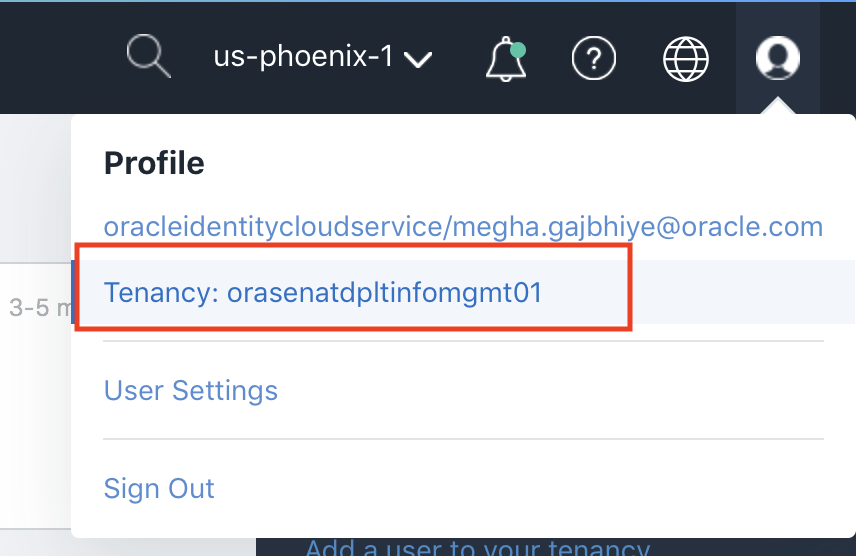 us-phoenix-1
Profile
oracleidentitycloudservice/megha.gajbhiye@oracle.com
Tenancy: orasenatdpltinfomgmt01
3-5 m
User Settings
Sign Out
Add a user to your tenancy